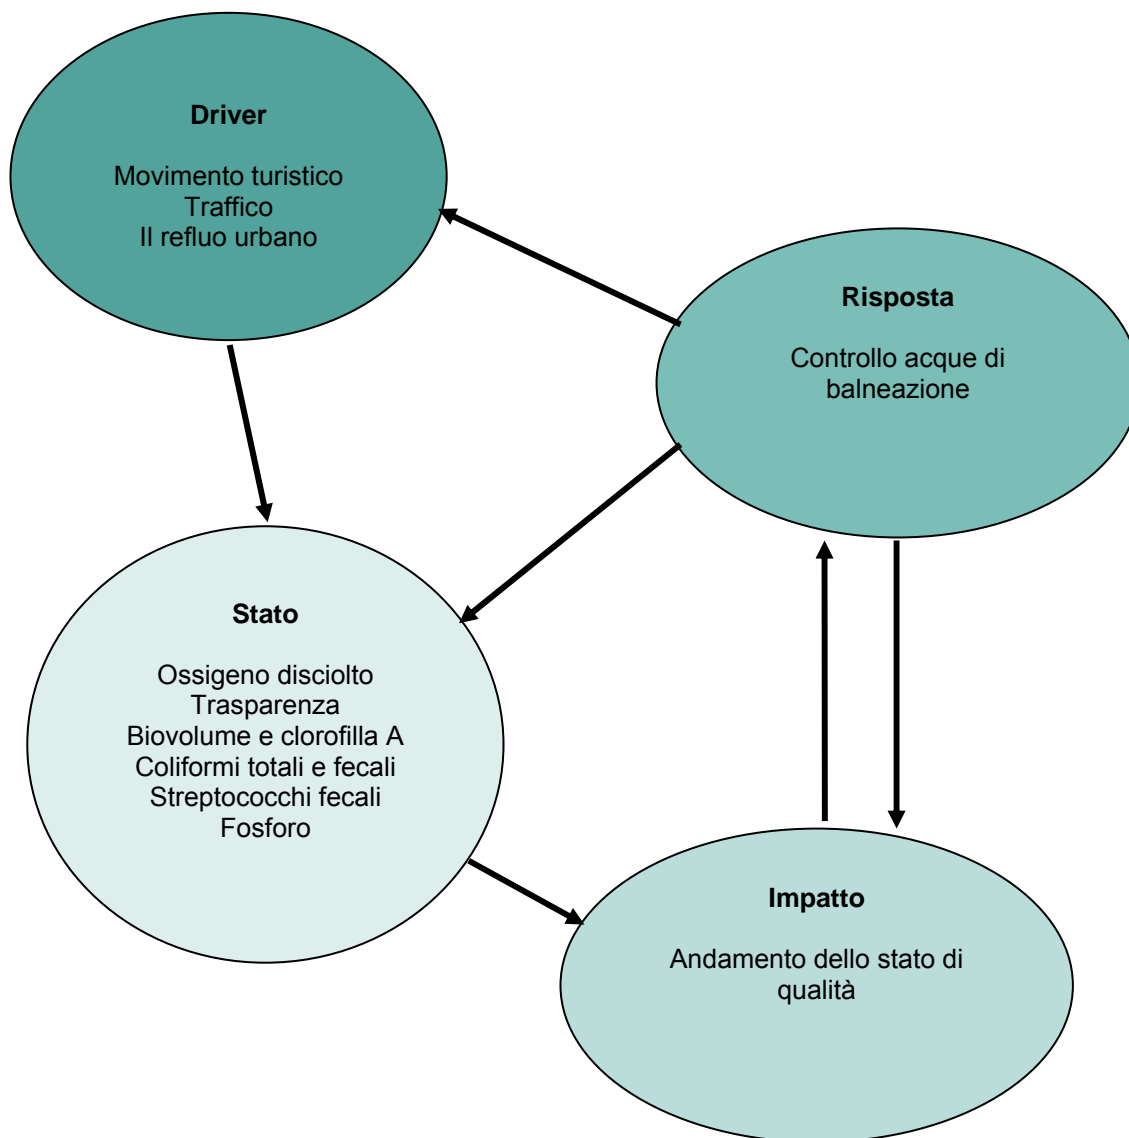 Driver
Movimento turistico
Traffico
Il refluo urbano
Risposta
Controllo acque di
balneazione
Stato
Ossigeno disciolto
Trasparenza
Biovolume e clorofilla A
Coliformi totali e fecali
Streptococchi fecali
Fosforo
Impatto
Andamento dello stato di
qualità